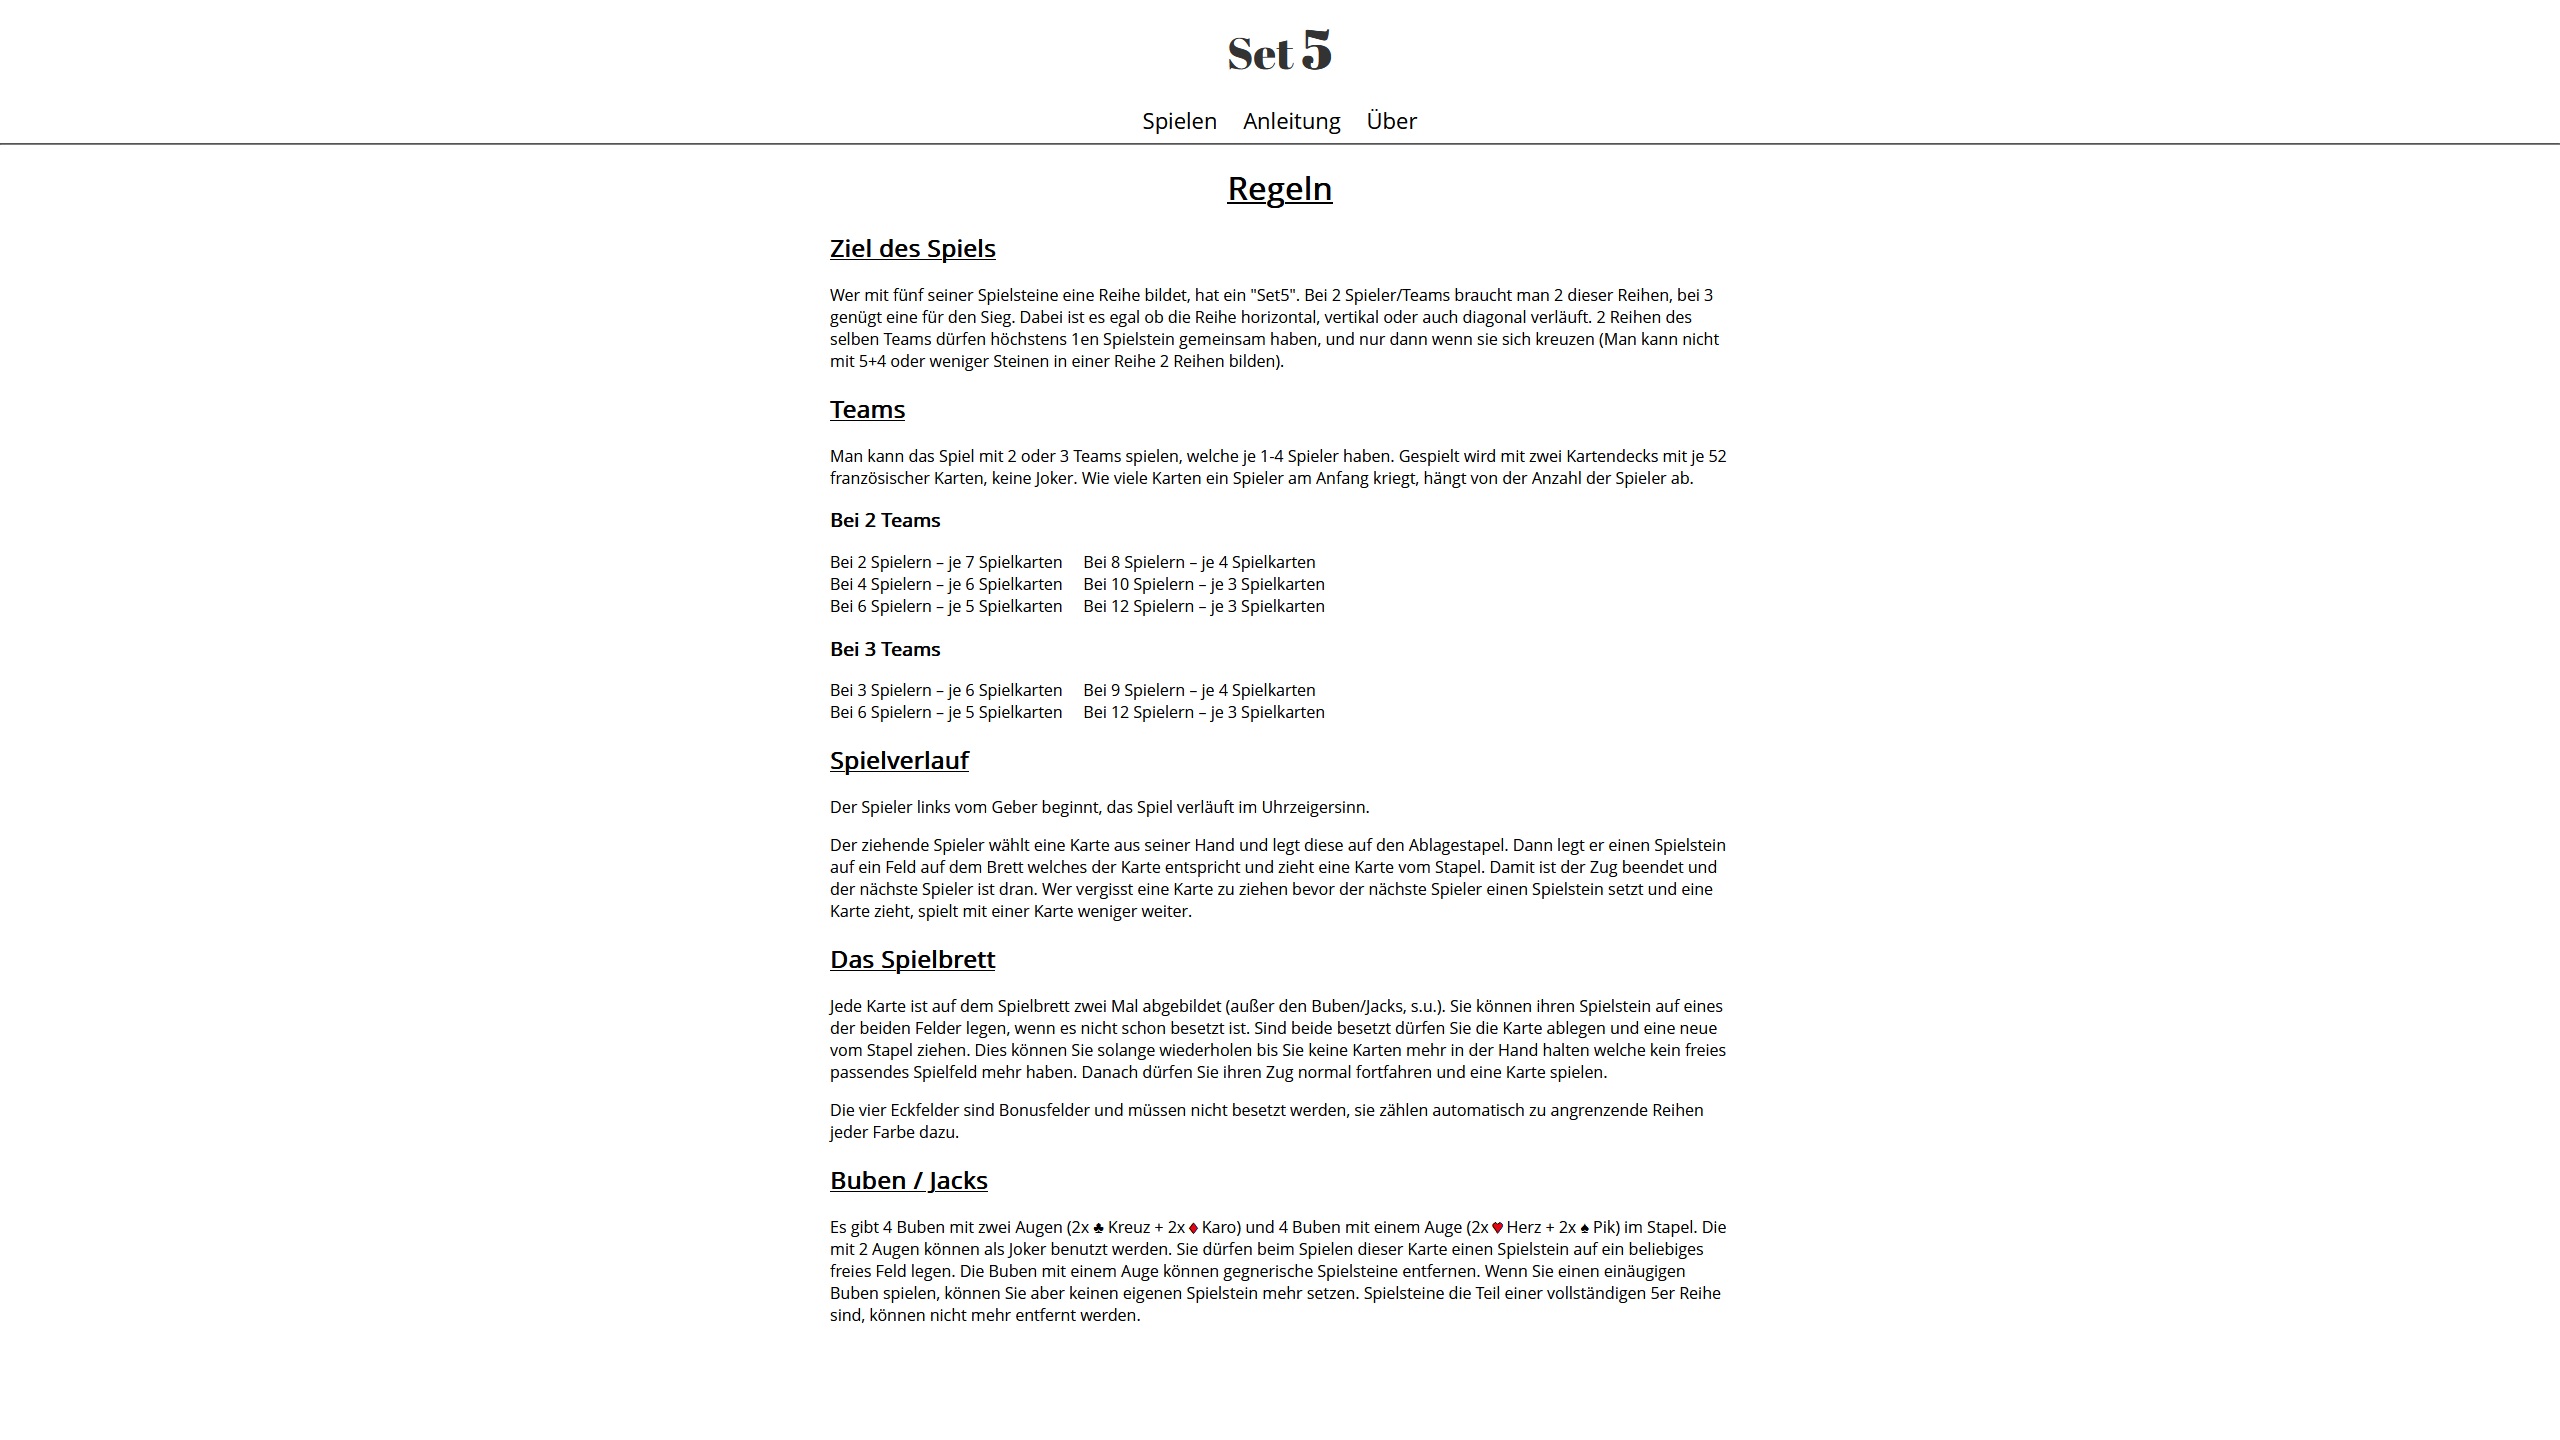 Set 5
Spielen Anleitung Über
Regeln
Ziel des Spiels
Wer mit fünf seiner Spielsteine eine Reihe bildet, hat ein "Set5". Bei 2 Spieler/Teams braucht man 2 dieser Reihen, bei 3
genügt eine für den Sieg. Dabei ist es egal ob die Reihe horizontal, vertikal oder auch diagonal verläuft. 2 Reihen des
selben Teams dürfen höchstens 1en Spielstein gemeinsam haben, und nur dann wenn sie sich kreuzen (Man kann nicht
mit 5+4 oder weniger Steinen in einer Reihe 2 Reihen bilden).
Teams
Man kann das Spiel mit 2 oder 3 Teams spielen, welche je 1-4 Spieler haben. Gespielt wird mit zwei Kartendecks mit je 52
französischer Karten, keine Joker. Wie viele Karten ein Spieler am Anfang kriegt, hängt von der Anzahl der Spieler ab.
Bei 2 Teams
Bei 2 Spielern – je 7 Spielkarten Bei 8 Spielern – je 4 Spielkarten
Bei 4 Spielern – je 6 Spielkarten Bei 10 Spielern – je 3 Spielkarten
Bei 6 Spielern – je 5 Spielkarten Bei 12 Spielern – je 3 Spielkarten
Bei 3 Teams
Bei 3 Spielern – je 6 Spielkarten Bei 9 Spielern – je 4 Spielkarten
Bei 6 Spielern – je 5 Spielkarten Bei 12 Spielern – je 3 Spielkarten
Spielverlauf
Der Spieler links vom Geber beginnt, das Spiel verläuft im Uhrzeigersinn.
Der ziehende Spieler wählt eine Karte aus seiner Hand und legt diese auf den Ablagestapel. Dann legt er einen Spielstein
auf ein Feld auf dem Brett welches der Karte entspricht und zieht eine Karte vom Stapel. Damit ist der Zug beendet und
der nächste Spieler ist dran. Wer vergisst eine Karte zu ziehen bevor der nächste Spieler einen Spielstein setzt und eine
Karte zieht, spielt mit einer Karte weniger weiter.
Das Spielbrett
Jede Karte ist auf dem Spielbrett zwei Mal abgebildet (außer den Buben/Jacks, s.u.). Sie können ihren Spielstein auf eines
der beiden Felder legen, wenn es nicht schon besetzt ist. Sind beide besetzt dürfen Sie die Karte ablegen und eine neue
vom Stapel ziehen. Dies können Sie solange wiederholen bis Sie keine Karten mehr in der Hand halten welche kein freies
passendes Spielfeld mehr haben. Danach dürfen Sie ihren Zug normal fortfahren und eine Karte spielen.
Die vier Eckfelder sind Bonusfelder und müssen nicht besetzt werden, sie zählen automatisch zu angrenzende Reihen
jeder Farbe dazu.
Buben / Jacks
Es gibt 4 Buben mit zwei Augen (2x ♣ Kreuz + 2x ♦ Karo) und 4 Buben mit einem Auge (2x ♥ Herz + 2x ♠ Pik) im Stapel. Die
mit 2 Augen können als Joker benutzt werden. Sie dürfen beim Spielen dieser Karte einen Spielstein auf ein beliebiges
freies Feld legen. Die Buben mit einem Auge können gegnerische Spielsteine entfernen. Wenn Sie einen einäugigen
Buben spielen, können Sie aber keinen eigenen Spielstein mehr setzen. Spielsteine die Teil einer vollständigen 5er Reihe
sind, können nicht mehr entfernt werden.